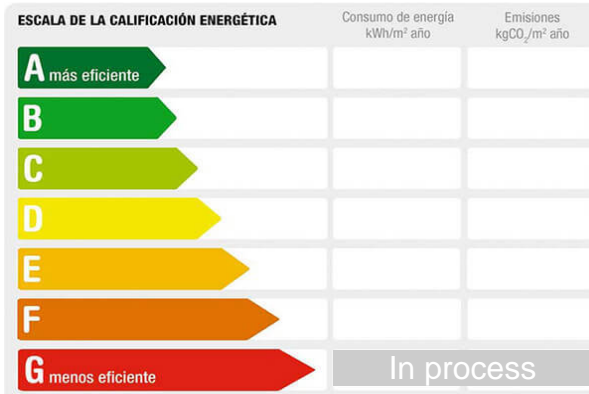 ESCALA DE LA CALIFICACIÓN ENERGÉTICA
Consumo de energía
kWh/m² año
Emisiones
kgCO₂/m² año
A más eficiente
B
C
D
E
F
G menos eficiente
In process